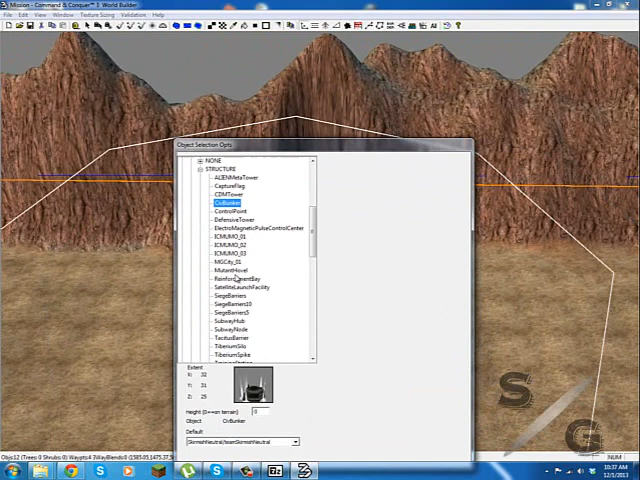 Mission - Command & Conquer 3 World Builder
File Edit View Window Texture Sizing Validation Help
Object Selection Opts
NONE
STRUCTURE
ALIENMetaTower
CaptureFlag
CDMTower
CivBunker
ControlPoint
DefensiveTower
ElectroMagneticPulseControlCenter
ICMUMO_01
ICMUMO_02
ICMUMO_03
MGCity_01
MutantHovel
ReinforcementBay
SatelliteLaunchFacility
SiegeBarriers
SiegeBarriers10
SiegeBarriers5
SubwayHub
SubwayNode
TacitusBarrier
TiberiumSilo
TiberiumSpike
Extent
X: 32
Y: 31
Z: 25
Height (0==on terrain) 0
Object CivBunker
Default
SkirmishNeutral/teamSkirmishNeutral
S G
NUM
10:37 AM
12/1/2013